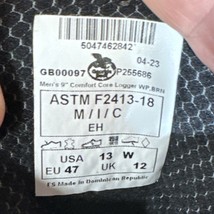 5047462842
04-23
GB00097 P255686
Men's 9" Comfort Core Logger WP BRN
ASTM F2413-18
M / I / C
EH
USA 13 W
EU 47 UK 12
ES Made in Dominican Republic